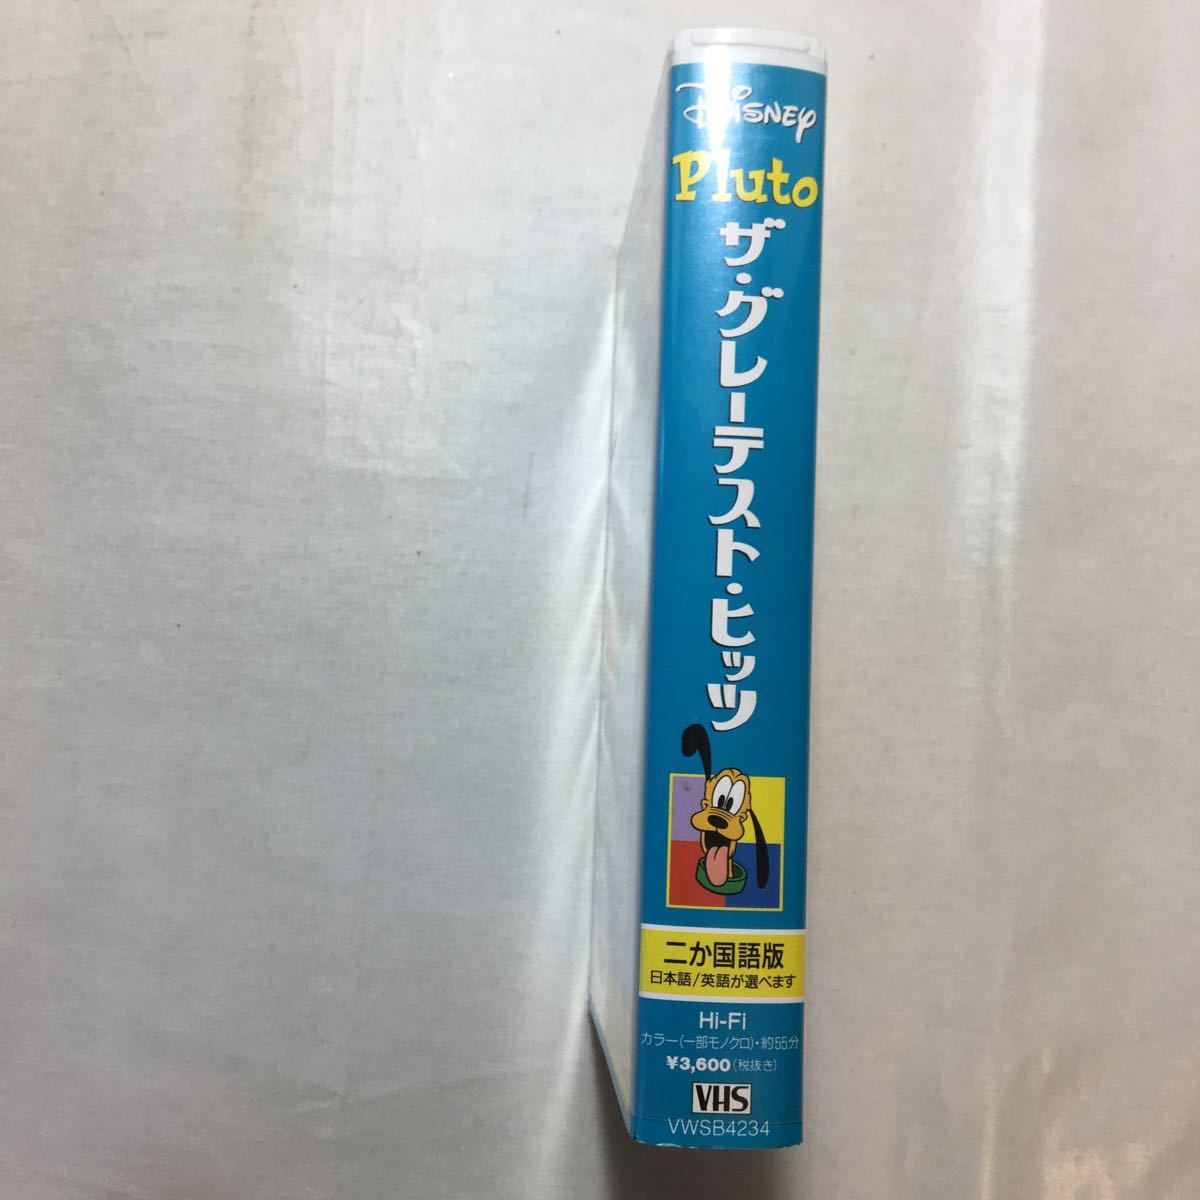 Disney
Pluto
ザ・グレーテスト・ヒッツ
二か国語版
日本語/英語が選べます
Hi-Fi
カラー(一部モノクロ)・約55分
¥3,600(税抜き)
VHS
VWSB4234